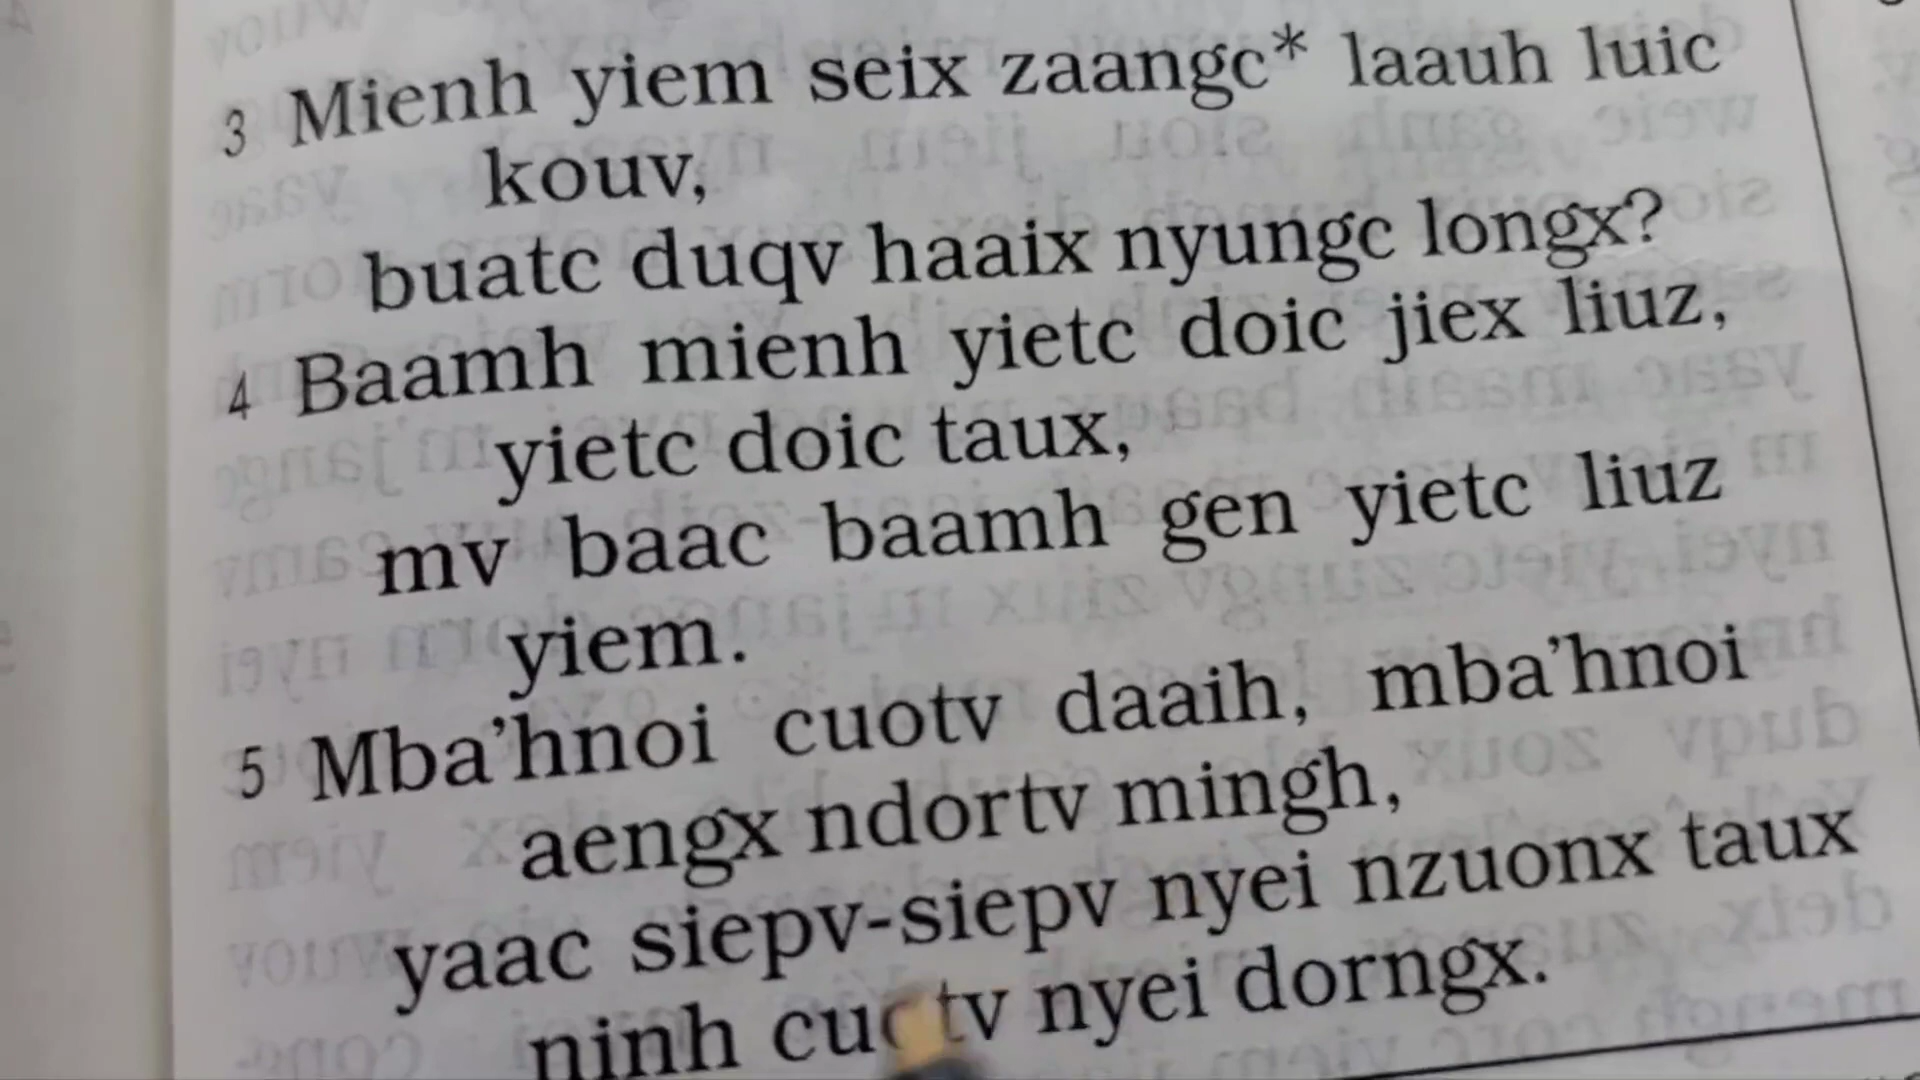 3 Mienh yiem seix zaangc* laauh luic
kouv,
buatc duqv haaix nyungc longx?
4 Baamh mienh yietc doic jiex liuz,
yietc doic taux,
mv baac baamh gen yietc liuz
yiem.
5 Mba’hnoi cuotv daaih, mba’hnoi
aengx ndortv mingh,
yaac siepv-siepv nyei nzuonx taux
ninh cuotv nyei dorngx.